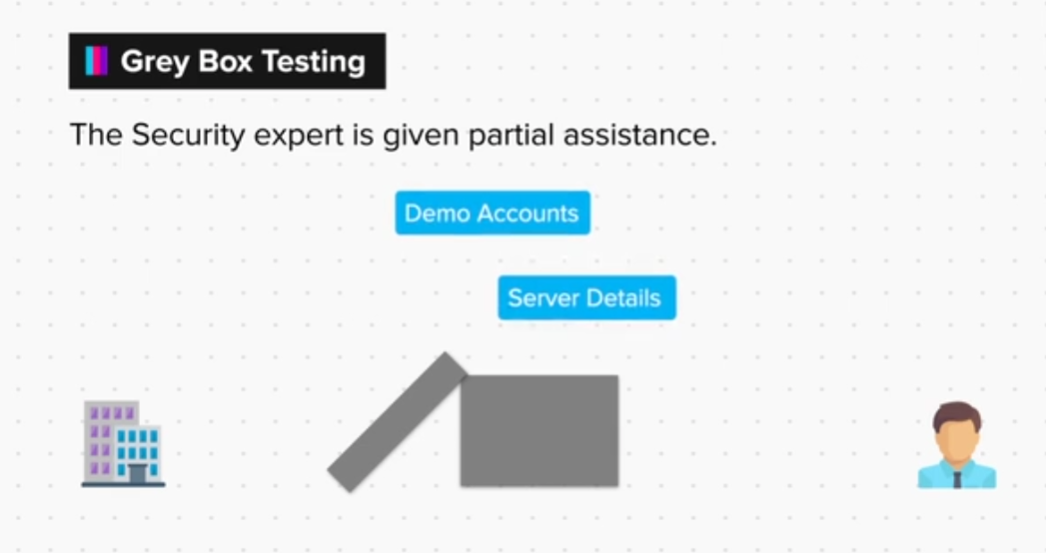 Grey Box Testing
The Security expert is given partial assistance.
Demo Accounts
Server Details